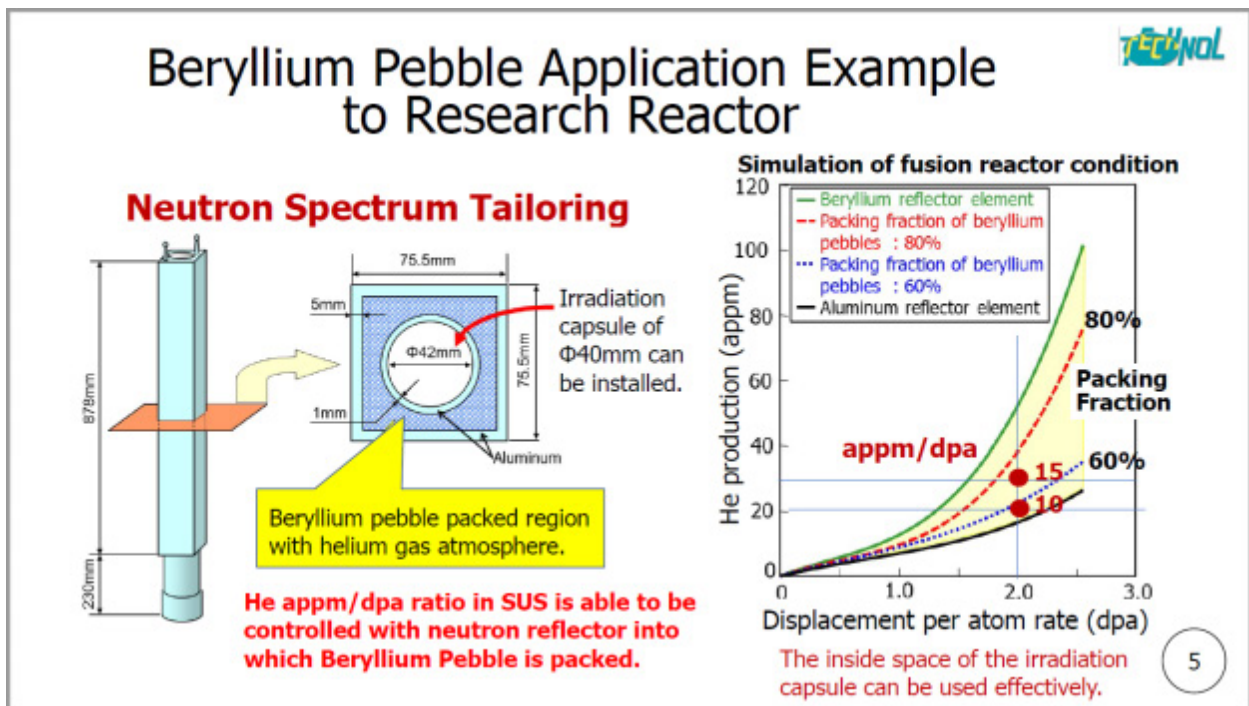 TECHNOL
Beryllium Pebble Application Example
to Research Reactor
Neutron Spectrum Tailoring
878mm
230mm
75.5mm
5mm
Φ42mm
75.5mm
1mm
Aluminum
Irradiation
capsule of
Φ40mm can
be installed.
Beryllium pebble packed region
with helium gas atmosphere.
He appm/dpa ratio in SUS is able to be
controlled with neutron reflector into
which Beryllium Pebble is packed.
Simulation of fusion reactor condition
120
100
80
60
40
20
0
He production (appm)
Beryllium reflector element
Packing fraction of beryllium
pebbles : 80%
Packing fraction of beryllium
pebbles : 60%
Aluminum reflector element
80%
Packing
Fraction
60%
appm/dpa
15
10
0
1.0
2.0
3.0
Displacement per atom rate (dpa)
The inside space of the irradiation
capsule can be used effectively.
5